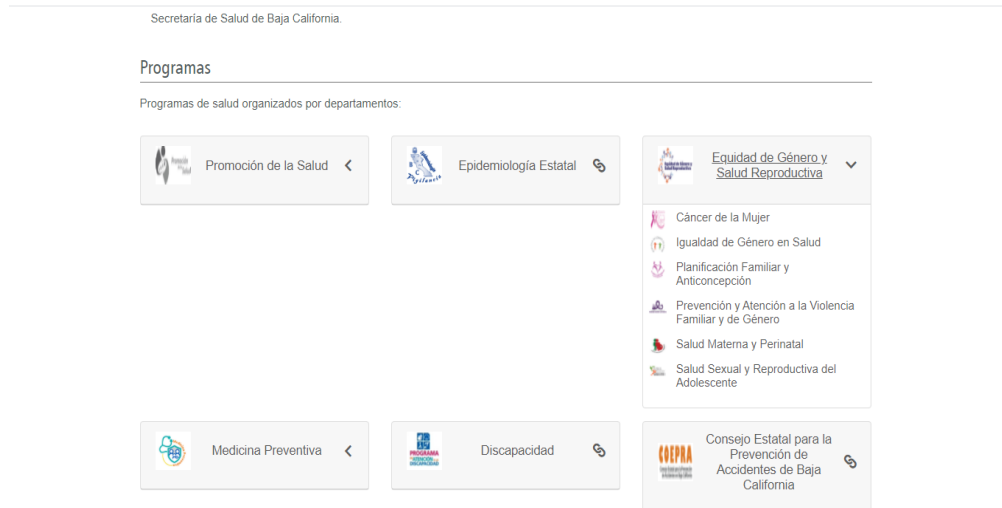 Secretaría de Salud de Baja California.
Programas
Programas de salud organizados por departamentos:
Promoción de la Salud
Epidemiología Estatal
Equidad de Género y
Salud Reproductiva
Cáncer de la Mujer
Igualdad de Género en Salud
Planificación Familiar y
Anticoncepción
Prevención y Atención a la Violencia
Familiar y de Género
Salud Materna y Perinatal
Salud Sexual y Reproductiva del
Adolescente
Medicina Preventiva
PROGRAMA
DISCAPACIDAD
Discapacidad
COEPRA
Consejo Estatal para la
Prevención de
Accidentes de Baja
California